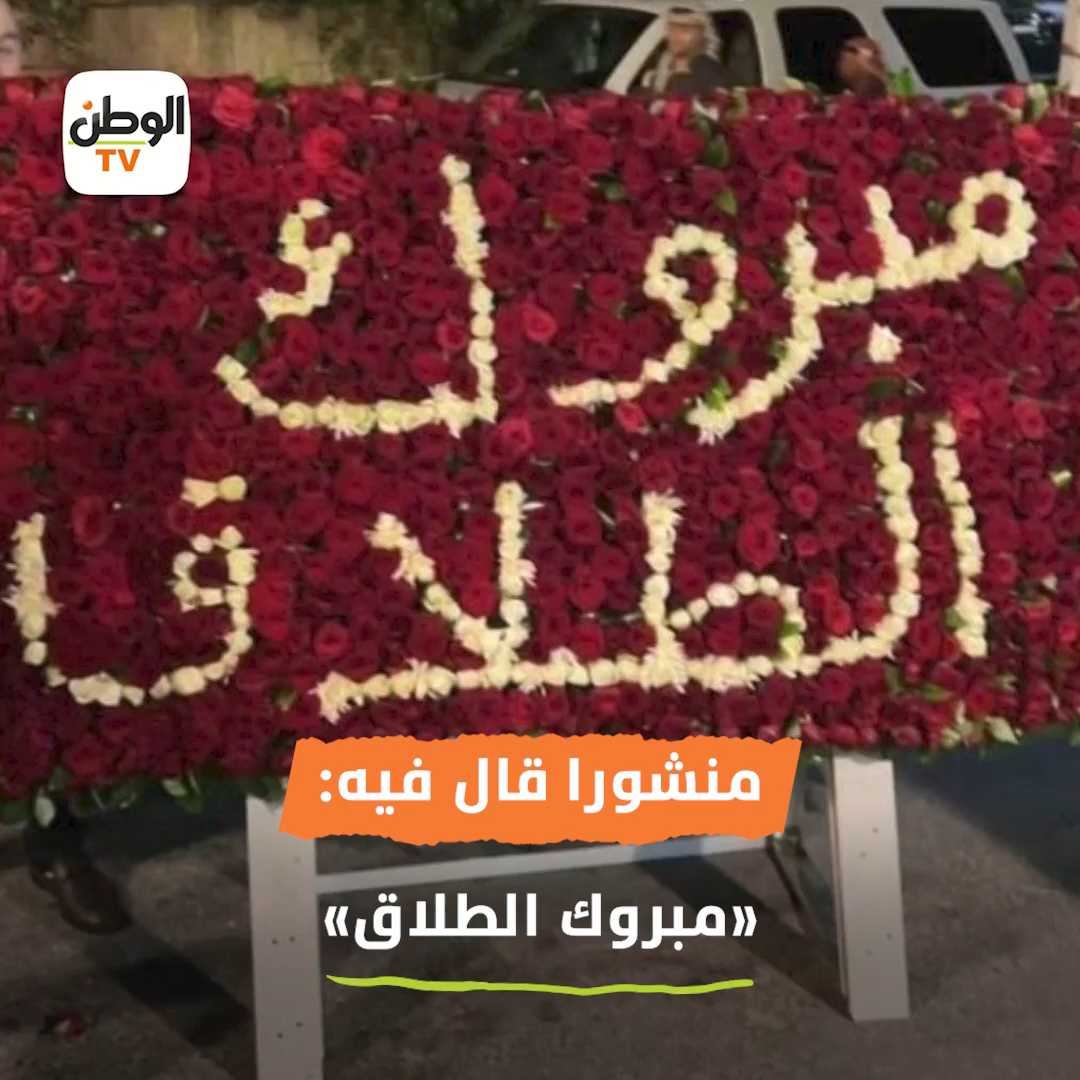 الوطن
TV
مبروك
الطلاق
منشورا قال فيه:
«مبروك الطلاق»